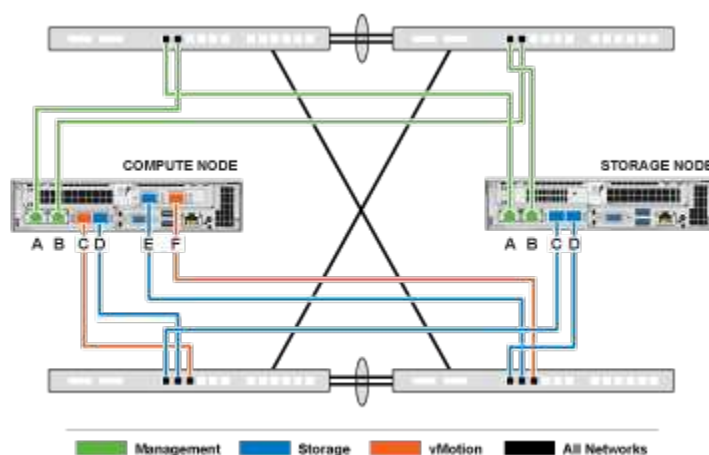 COMPUTE NODE
STORAGE NODE
A B C D E F
A B C D
Management Storage vMotion All Networks